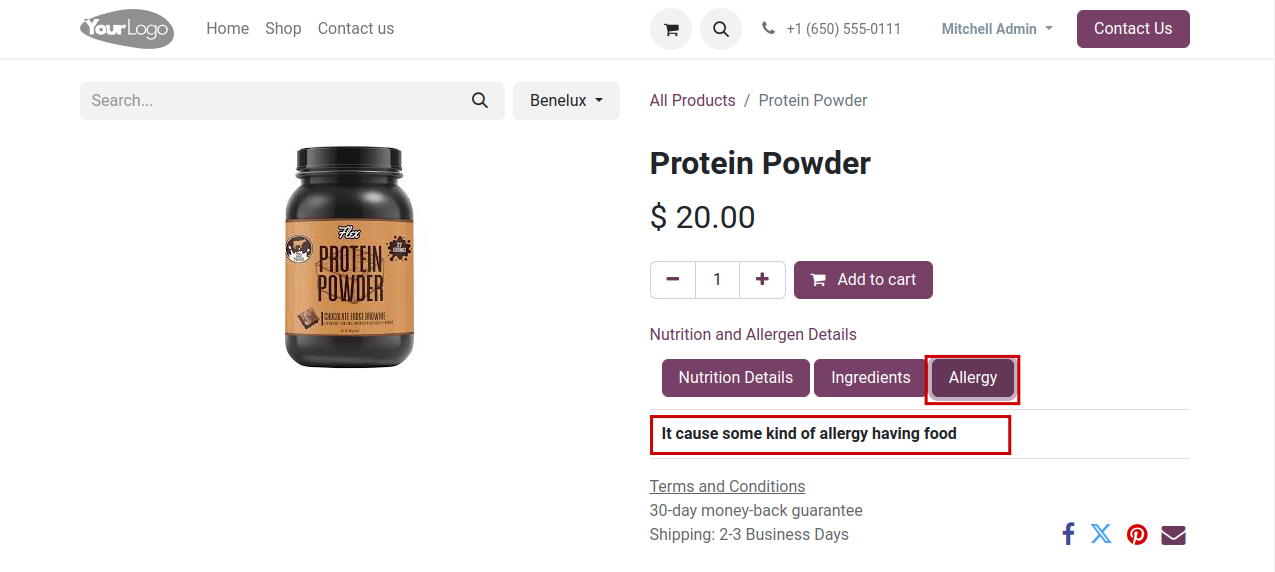 YourLogo
Home Shop Contact us
+1 (650) 555-0111
Mitchell Admin
Contact Us
Search...
Benelux
All Products / Protein Powder
Flex
PROTEIN
POWDER
CHOCOLATE FUDGE BROWNIE
Protein Powder
$ 20.00
1
Add to cart
Nutrition and Allergen Details
Nutrition Details
Ingredients
Allergy
It cause some kind of allergy having food
Terms and Conditions
30-day money-back guarantee
Shipping: 2-3 Business Days